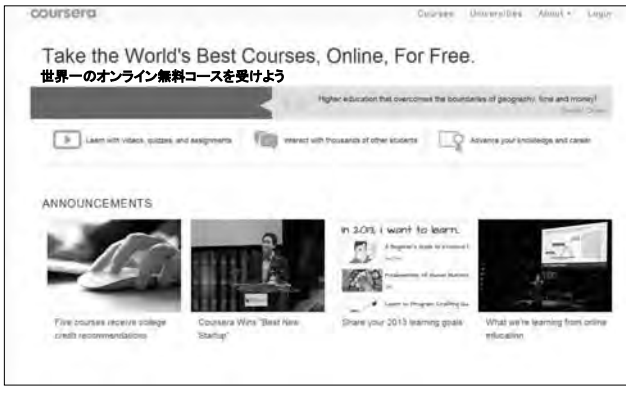 coursera
Courses Universities About Login
Take the World's Best Courses, Online, For Free.
世界一のオンライン無料コースを受けよう
Higher education that overcomes the boundaries of geography, time and money!
Learn with videos, quizzes, and assignments
Interact with thousands of other students
Advance your knowledge and career
ANNOUNCEMENTS
in 2013, i want to learn.
Five courses receive college
credit recommendations
Coursera Wins "Best New
Startup"
Share your 2013 learning goals
What we're learning from online
education